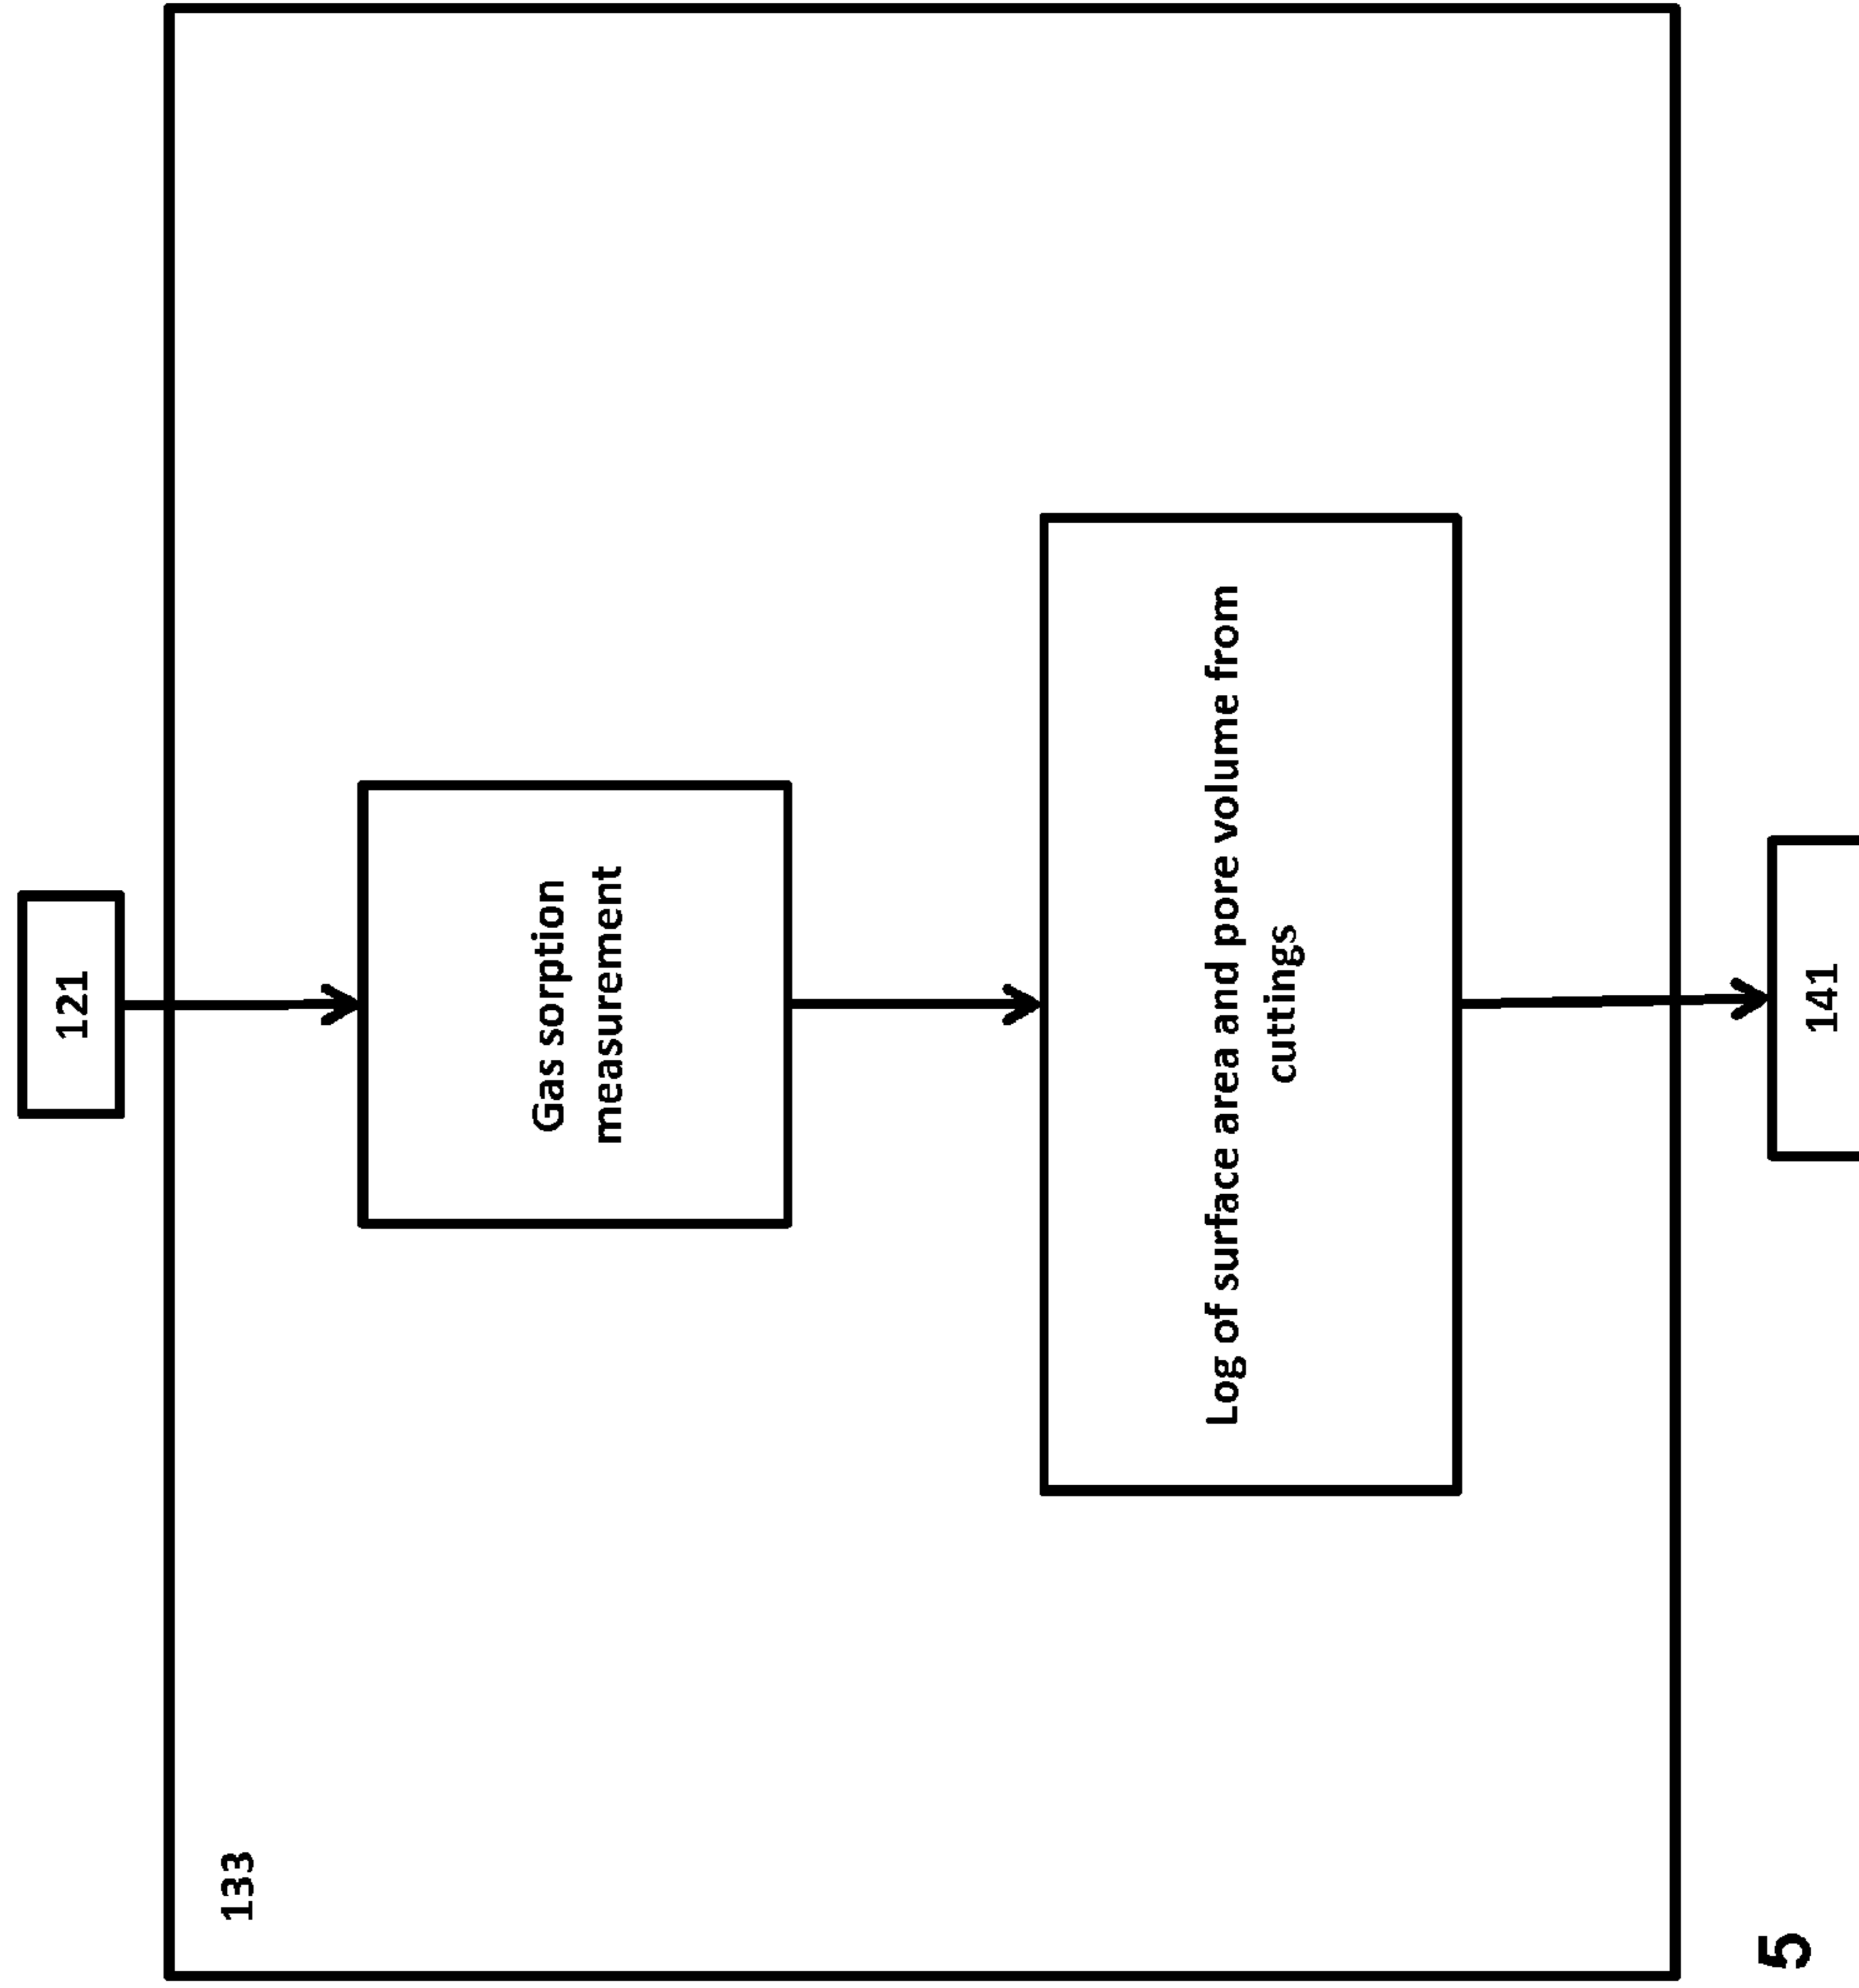 121
133
Gas sorption
measurement
Log of surface area and pore volume from
cuttings
141
5